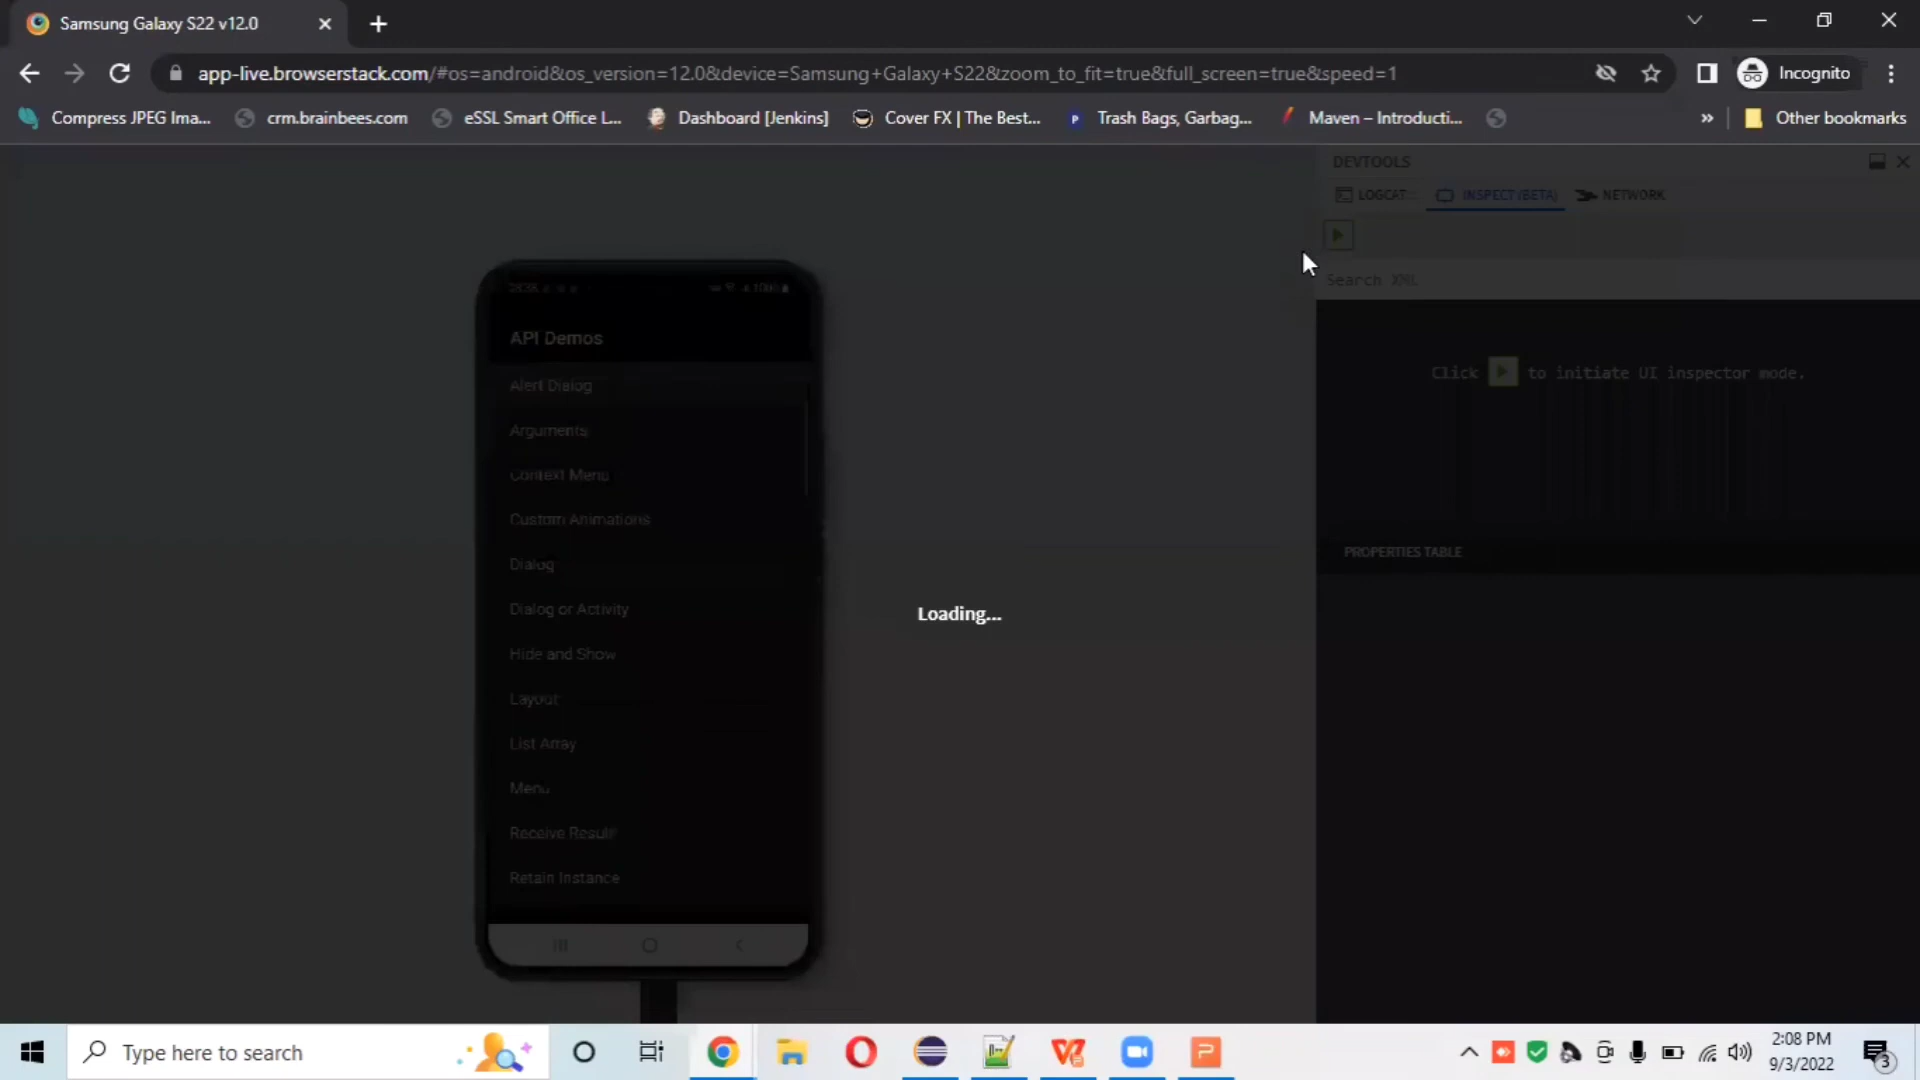 Samsung Galaxy S22 v12.0
app-live.browserstack.com/#os=android&os_version=12.0&device=Samsung+Galaxy+S22&zoom_to_fit=true&full_screen=true&speed=1
Incognito
Compress JPEG Ima...
crm.brainbees.com
eSSL Smart Office L...
Dashboard [Jenkins]
Cover FX | The Best...
Trash Bags, Garbag...
Maven – Introducti...
»
Other bookmarks
DEVTOOLS
LOGCAT
INSPECT (BETA)
NETWORK
Search XML
Click to initiate UI inspector mode.
PROPERTIES TABLE
API Demos
Alert Dialog
Arguments
Context Menu
Custom Animations
Dialog
Dialog or Activity
Hide and Show
Layout
List Array
Menu
Receive Result
Retain Instance
Loading...
Type here to search
2:08 PM
9/3/2022
3